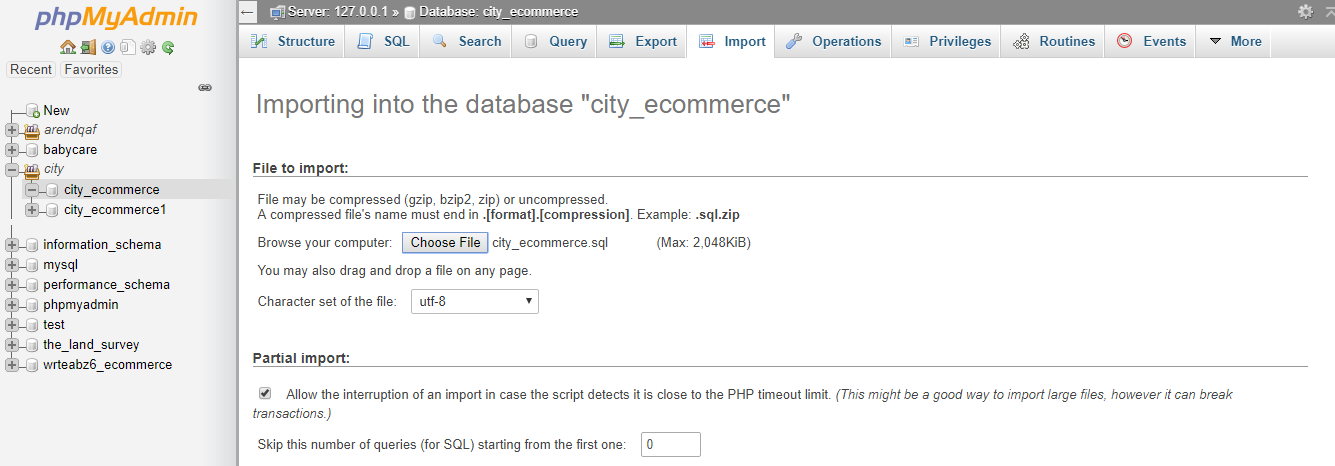 phpMyAdmin
Recent Favorites
New
arendqaf
babycare
city
city_ecommerce
city_ecommerce1
information_schema
mysql
performance_schema
phpmyadmin
test
the_land_survey
wrteabz6_ecommerce
Server: 127.0.0.1 » Database: city_ecommerce
Structure SQL Search Query Export Import Operations Privileges Routines Events More
Importing into the database "city_ecommerce"
File to import:
File may be compressed (gzip, bzip2, zip) or uncompressed.
A compressed file's name must end in .[format].[compression]. Example: .sql.zip
Browse your computer: Choose File city_ecommerce.sql (Max: 2,048KiB)
You may also drag and drop a file on any page.
Character set of the file: utf-8
Partial import:
Allow the interruption of an import in case the script detects it is close to the PHP timeout limit. (This might be a good way to import large files, however it can break
transactions.)
Skip this number of queries (for SQL) starting from the first one: 0